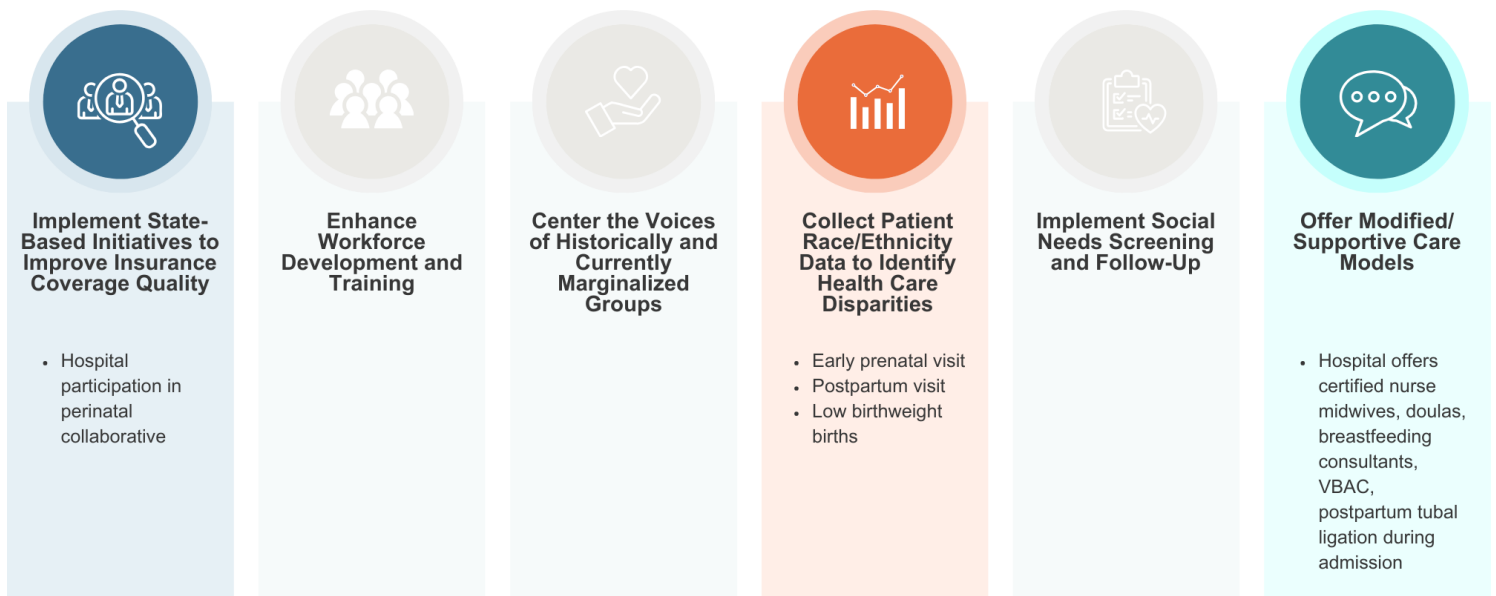 Implement State-
Based Initiatives to
Improve Insurance
Coverage Quality
• Hospital
participation in
perinatal
collaborative
Enhance
Workforce
Development and
Training
Center the Voices
of Historically and
Currently
Marginalized
Groups
Collect Patient
Race/Ethnicity
Data to Identify
Health Care
Disparities
• Early prenatal visit
• Postpartum visit
• Low birthweight
births
Implement Social
Needs Screening
and Follow-Up
Offer Modified/
Supportive Care
Models
• Hospital offers
certified nurse
midwives, doulas,
breastfeeding
consultants,
VBAC,
postpartum tubal
ligation during
admission